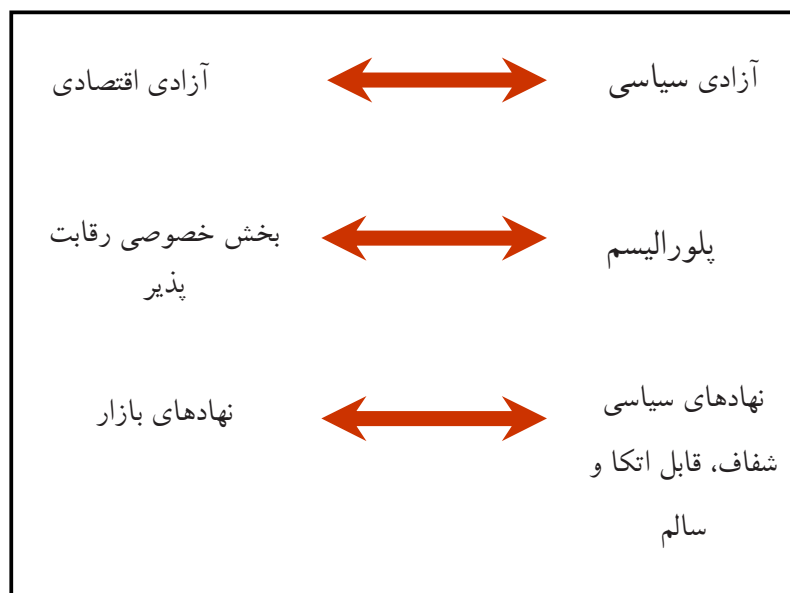 آزادی سیاسی
آزادی اقتصادی
پلورالیسم
بخش خصوصی رقابت
پذیر
نهادهای سیاسی
شفاف، قابل اتکا و
سالم
نهادهای بازار